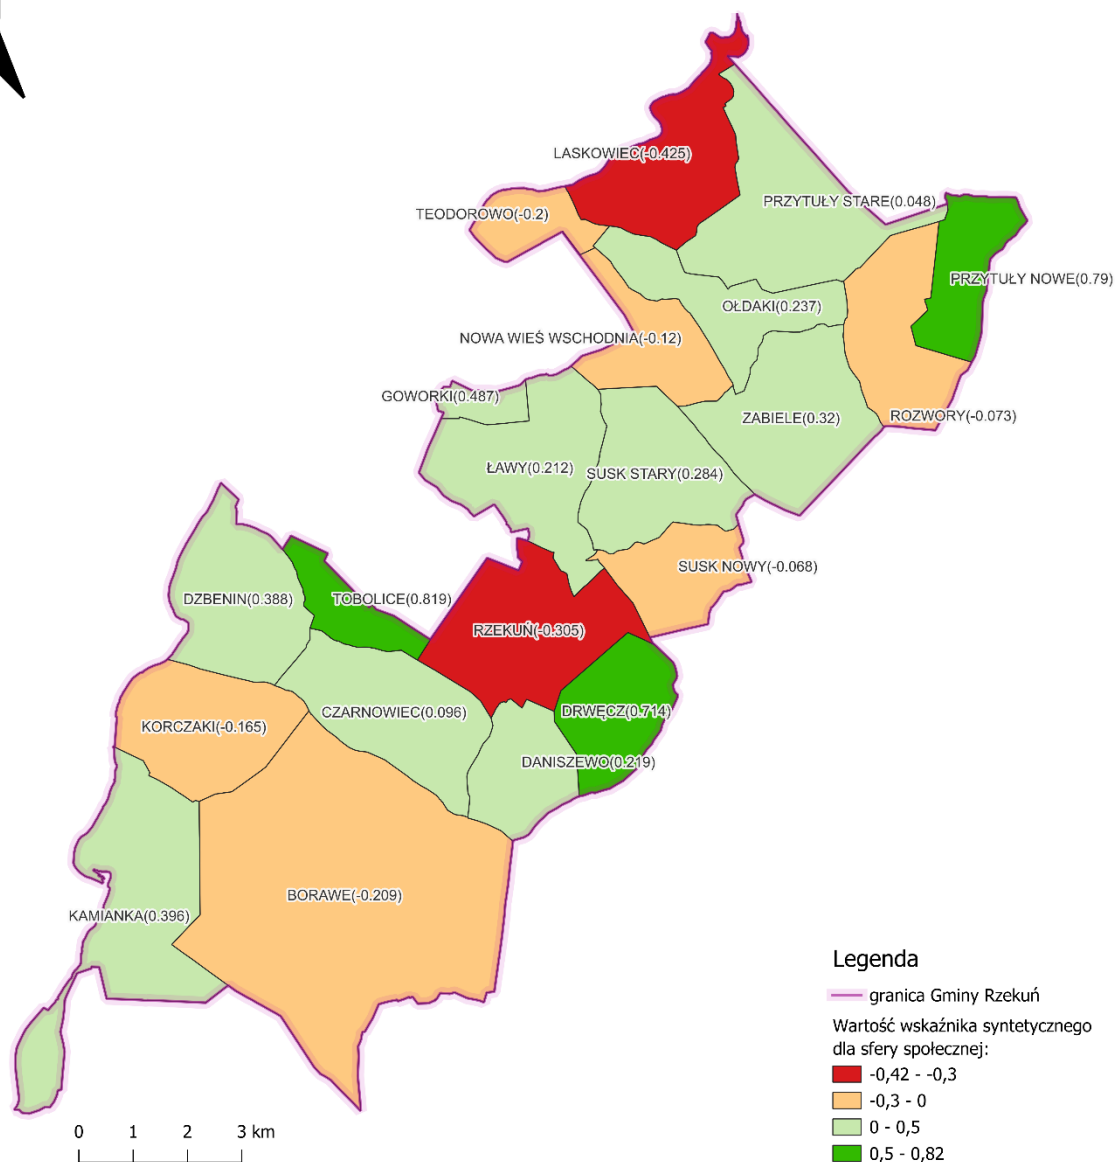 LASKOWIEC(-0.425)
PRZYTUŁY STARE(0.048)
TEODOROWO(-0.2)
PRZYTUŁY NOWE(0.79)
OŁDAKI(0.237)
NOWA WIEŚ WSCHODNIA(-0.12)
GOWORKI(0.487)
ZABIELE(0.32)
ROZWORY(-0.073)
ŁAWY(0.212)
SUSK STARY(0.284)
SUSK NOWY(-0.068)
DZBENIN(0.388)
TOBOLICE(0.819)
RZEKUŃ(-0.305)
CZARNOWIEC(0.096)
DRWĘCZ(0.714)
KORCZAKI(-0.165)
DANISZEWO(0.219)
BORAWE(-0.209)
KAMIANKA(0.396)
Legenda
granica Gminy Rzekuń
Wartość wskaźnika syntetycznego
dla sfery społecznej:
-0,42 - -0,3
-0,3 - 0
0 - 0,5
0,5 - 0,82
0 1 2 3 km